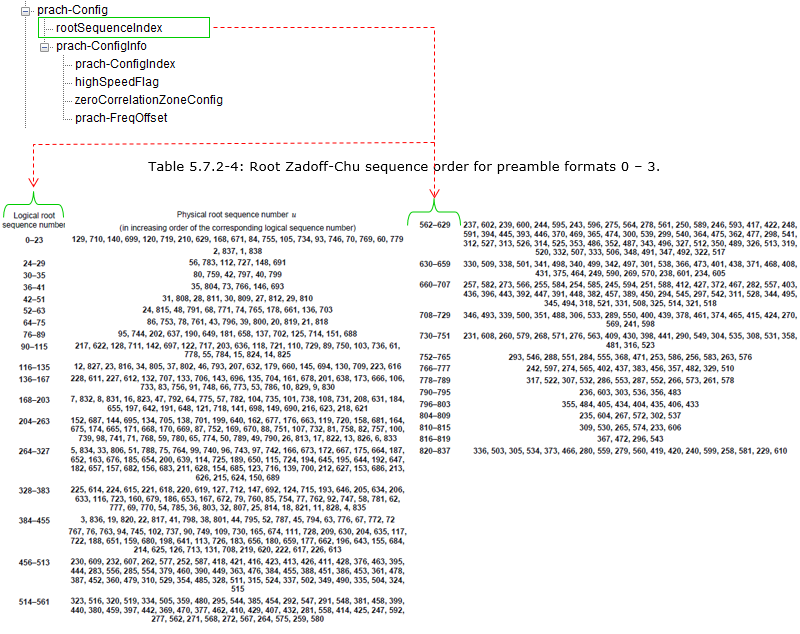 prach-Config
rootSequenceIndex
prach-ConfigInfo
prach-ConfigIndex
highSpeedFlag
zeroCorrelationZoneConfig
prach-FreqOffset
Table 5.7.2-4: Root Zadoff-Chu sequence order for preamble formats 0 – 3.
Logical root sequence number Physical root sequence number u
(in increasing order of the corresponding logical sequence number)
0–23 129, 710, 140, 699, 120, 719, 210, 629, 168, 671, 84, 755, 105, 734, 93, 746, 70, 769, 60, 779
2, 837, 1, 838
24–29 56, 783, 112, 727, 148, 691
30–35 80, 759, 42, 797, 40, 799
36–41 35, 804, 73, 766, 146, 693
42–51 31, 808, 28, 811, 30, 809, 27, 812, 29, 810
52–63 24, 815, 48, 791, 68, 771, 74, 765, 178, 661, 136, 703
64–75 86, 753, 78, 761, 43, 796, 39, 800, 20, 819, 21, 818
76–89 95, 744, 202, 637, 190, 649, 181, 658, 137, 702, 125, 714, 151, 688
90–115 217, 622, 128, 711, 142, 697, 122, 717, 203, 636, 118, 721, 110, 729, 89, 750, 103, 736, 61,
778, 55, 784, 15, 824, 14, 825
116–135 12, 827, 23, 816, 34, 805, 37, 802, 46, 793, 207, 632, 179, 660, 145, 694, 130, 709, 223, 616
136–167 228, 611, 227, 612, 132, 707, 133, 706, 143, 696, 135, 704, 161, 678, 201, 638, 173, 666, 106,
733, 83, 756, 91, 748, 66, 773, 53, 786, 10, 829, 9, 830
168–203 7, 832, 8, 831, 16, 823, 47, 792, 64, 775, 57, 782, 104, 735, 101, 738, 108, 731, 208, 631, 184,
655, 197, 642, 191, 648, 121, 718, 141, 698, 149, 690, 216, 623, 218, 621
204–263 152, 687, 144, 695, 134, 705, 138, 701, 199, 640, 162, 677, 176, 663, 119, 720, 158, 681, 164,
675, 174, 665, 171, 668, 170, 669, 87, 752, 169, 670, 88, 751, 107, 732, 81, 758, 82, 757, 100,
739, 98, 741, 71, 768, 59, 780, 65, 774, 50, 789, 49, 790, 26, 813, 17, 822, 13, 826, 6, 833
264–327 5, 834, 33, 806, 51, 788, 75, 764, 99, 740, 96, 743, 97, 742, 166, 673, 172, 667, 175, 664, 187,
652, 163, 676, 185, 654, 200, 639, 114, 725, 189, 650, 115, 724, 194, 645, 195, 644, 192, 647,
182, 657, 157, 682, 156, 683, 211, 628, 154, 685, 123, 716, 139, 700, 212, 627, 153, 686, 213,
626, 215, 624, 150, 689
328–383 225, 614, 224, 615, 221, 618, 220, 619, 127, 712, 147, 692, 124, 715, 193, 646, 205, 634, 206,
633, 116, 723, 160, 679, 186, 653, 167, 672, 79, 760, 85, 754, 77, 762, 92, 747, 58, 781, 62,
777, 69, 770, 54, 785, 36, 803, 32, 807, 25, 814, 18, 821, 11, 828, 4, 835
384–455 3, 836, 19, 820, 22, 817, 41, 798, 38, 801, 44, 795, 52, 787, 45, 794, 63, 776, 67, 772, 72
767, 76, 763, 94, 745, 102, 737, 90, 749, 109, 730, 165, 674, 111, 728, 209, 630, 204, 635, 117,
722, 188, 651, 159, 680, 198, 641, 113, 726, 183, 656, 180, 659, 177, 662, 196, 643, 155, 684,
214, 625, 126, 713, 131, 708, 219, 620, 222, 617, 226, 613
456–513 230, 609, 232, 607, 262, 577, 252, 587, 418, 421, 416, 423, 413, 426, 411, 428, 376, 463, 395,
444, 283, 556, 285, 554, 379, 460, 390, 449, 363, 476, 384, 455, 388, 451, 386, 453, 361, 478,
387, 452, 360, 479, 310, 529, 354, 485, 328, 511, 315, 524, 337, 502, 349, 490, 335, 504, 324,
515
514–561 323, 516, 320, 519, 334, 505, 359, 480, 295, 544, 385, 454, 292, 547, 291, 548, 381, 458, 399,
440, 380, 459, 397, 442, 369, 470, 377, 462, 410, 429, 407, 432, 281, 558, 414, 425, 247, 592,
277, 562, 271, 568, 272, 567, 264, 575, 259, 580
562–629 237, 602, 239, 600, 244, 595, 243, 596, 275, 564, 278, 561, 250, 589, 246, 593, 417, 422, 248,
591, 394, 445, 393, 446, 370, 469, 365, 474, 300, 539, 299, 540, 364, 475, 362, 477, 298, 541,
312, 527, 313, 526, 314, 525, 353, 486, 352, 487, 343, 496, 327, 512, 350, 489, 326, 513, 319,
520, 332, 507, 333, 506, 348, 491, 347, 492, 322, 517
630–659 330, 509, 338, 501, 341, 498, 340, 499, 342, 497, 301, 538, 366, 473, 401, 438, 371, 468, 408,
431, 375, 464, 249, 590, 269, 570, 238, 601, 234, 605
660–707 257, 582, 273, 566, 255, 584, 254, 585, 245, 594, 251, 588, 412, 427, 372, 467, 282, 557, 403,
436, 396, 443, 392, 447, 391, 448, 382, 457, 389, 450, 294, 545, 297, 542, 311, 528, 344, 495,
345, 494, 318, 521, 331, 508, 325, 514, 321, 518
708–729 346, 493, 339, 500, 351, 488, 306, 533, 289, 550, 400, 439, 378, 461, 374, 465, 415, 424, 270,
569, 241, 598
730–751 231, 608, 260, 579, 268, 571, 276, 563, 409, 430, 398, 441, 290, 549, 304, 535, 308, 531, 358,
481, 316, 523
752–765 293, 546, 288, 551, 284, 555, 368, 471, 253, 586, 256, 583, 263, 576
766–777 242, 597, 274, 565, 402, 437, 383, 456, 357, 482, 329, 510
778–789 317, 522, 307, 532, 286, 553, 287, 552, 266, 573, 261, 578
790–795 236, 603, 303, 536, 356, 483
796–803 355, 484, 405, 434, 404, 435, 406, 433
804–809 235, 604, 267, 572, 302, 537
810–815 309, 530, 265, 574, 233, 606
816–819 367, 472, 296, 543
820–837 336, 503, 305, 534, 373, 466, 280, 559, 279, 560, 419, 420, 240, 599, 258, 581, 229, 610